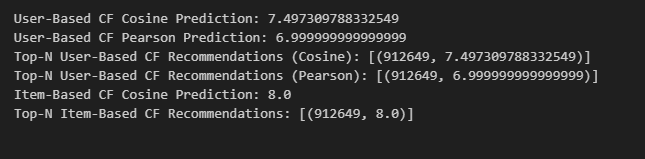 User-Based CF Cosine Prediction: 7.497309788332549
User-Based CF Pearson Prediction: 6.999999999999999
Top-N User-Based CF Recommendations (Cosine): [(912649, 7.497309788332549)]
Top-N User-Based CF Recommendations (Pearson): [(912649, 6.999999999999999)]
Item-Based CF Cosine Prediction: 8.0
Top-N Item-Based CF Recommendations: [(912649, 8.0)]